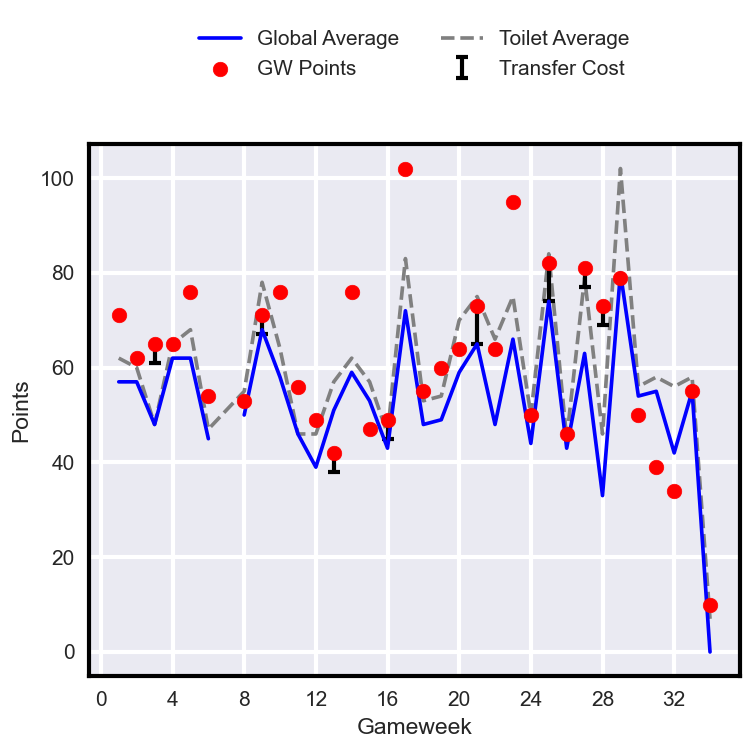 Global Average
Toilet Average
GW Points
Transfer Cost
Points
100
80
60
40
20
0
0 4 8 12 16 20 24 28 32
Gameweek